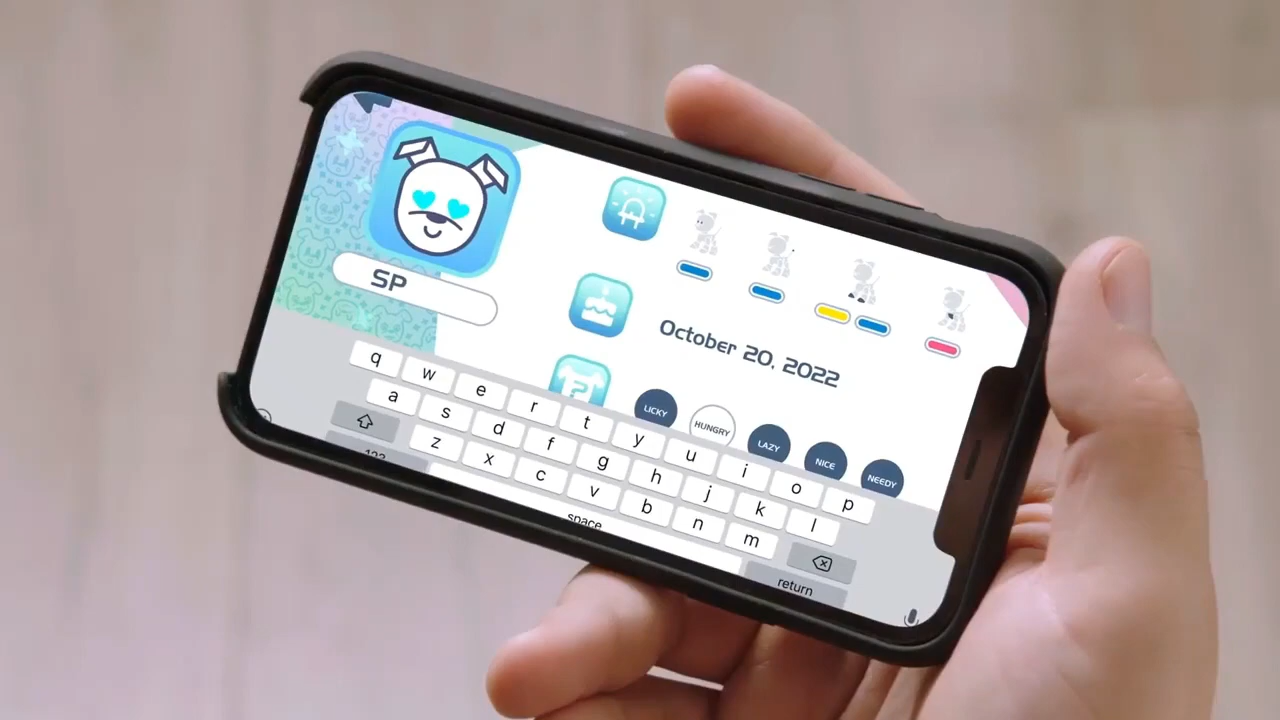 SP
October 20, 2022
LICKY HUNGRY LAZY NICE NEEDY
q w e r t y u i o p
a s d f g h j k l
z x c v b n m
123 space return